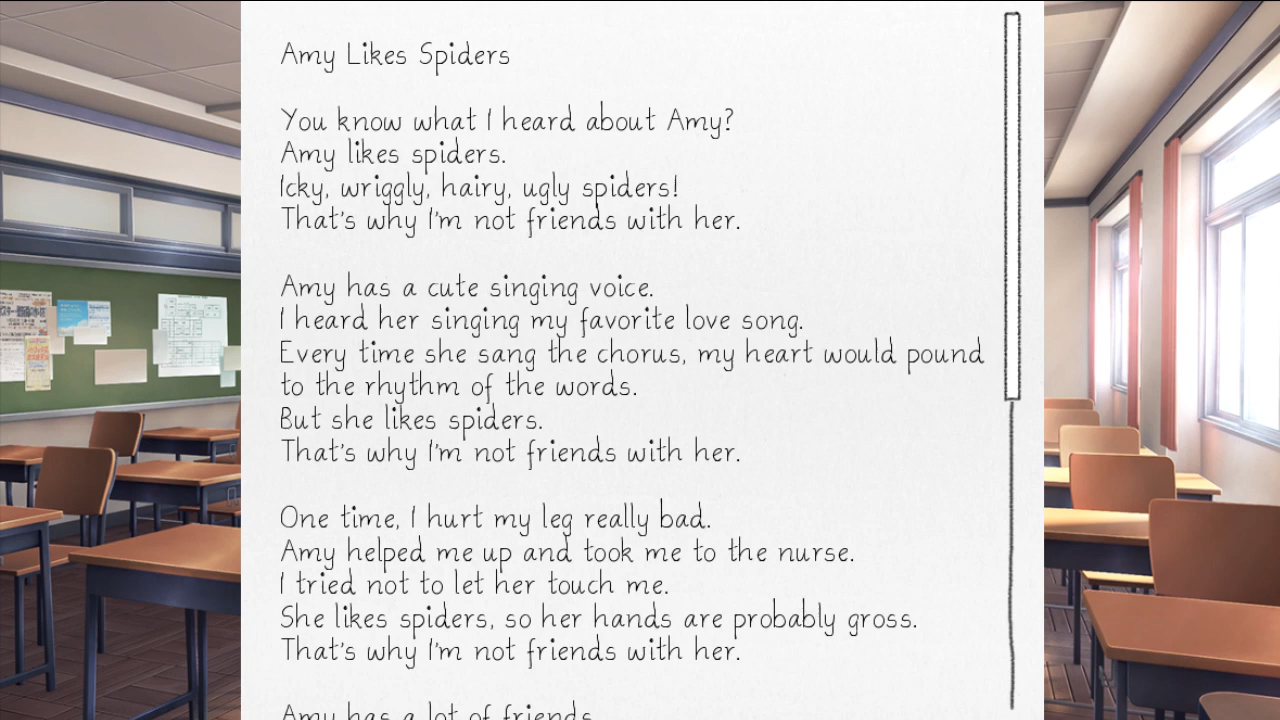 Amy Likes Spiders
You know what I heard about Amy?
Amy likes spiders.
Icky, wriggly, hairy, ugly spiders!
That's why I'm not friends with her.
Amy has a cute singing voice.
I heard her singing my favorite love song.
Every time she sang the chorus, my heart would pound
to the rhythm of the words.
But she likes spiders.
That's why I'm not friends with her.
One time, I hurt my leg really bad.
Amy helped me up and took me to the nurse.
I tried not to let her touch me.
She likes spiders, so her hands are probably gross.
That's why I'm not friends with her.
Amy has a lot of friends